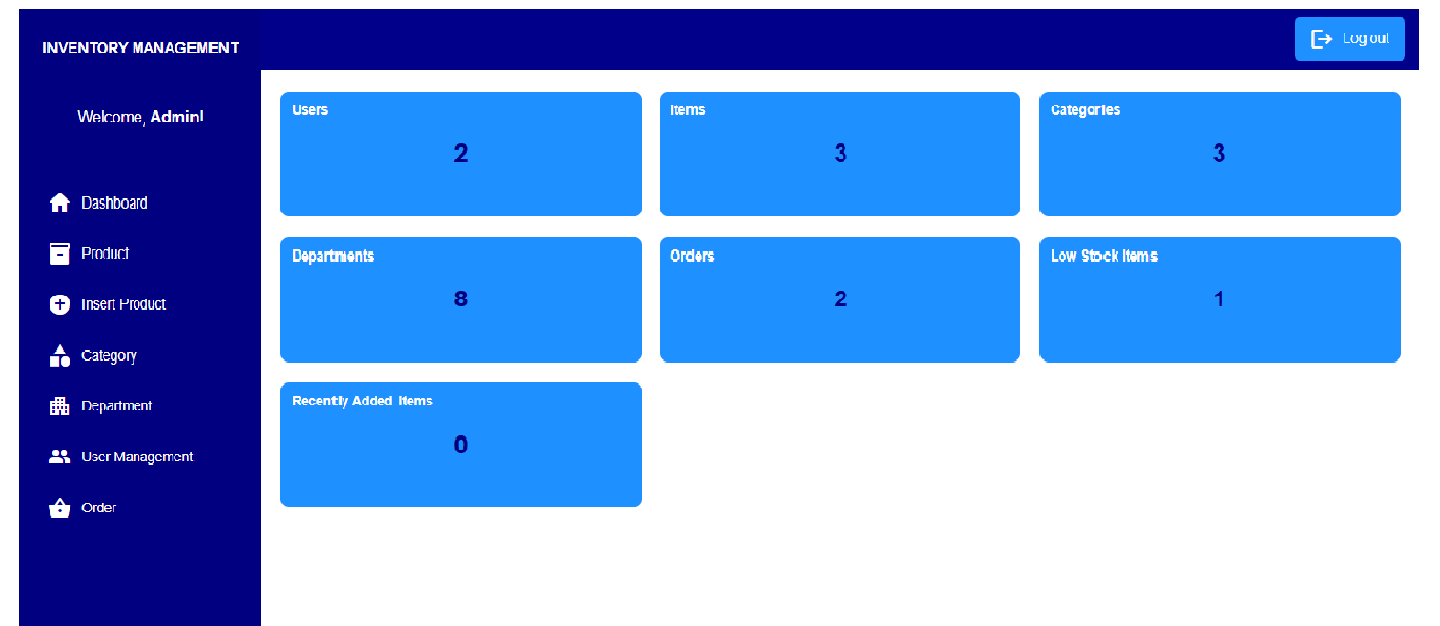 INVENTORY MANAGEMENT
Log out
Welcome, Admin!
Dashboard
Product
Insert Product
Category
Department
User Management
Order
Users
2
Items
3
Categories
3
Departments
8
Orders
2
Low Stock Items
1
Recently Added Items
0